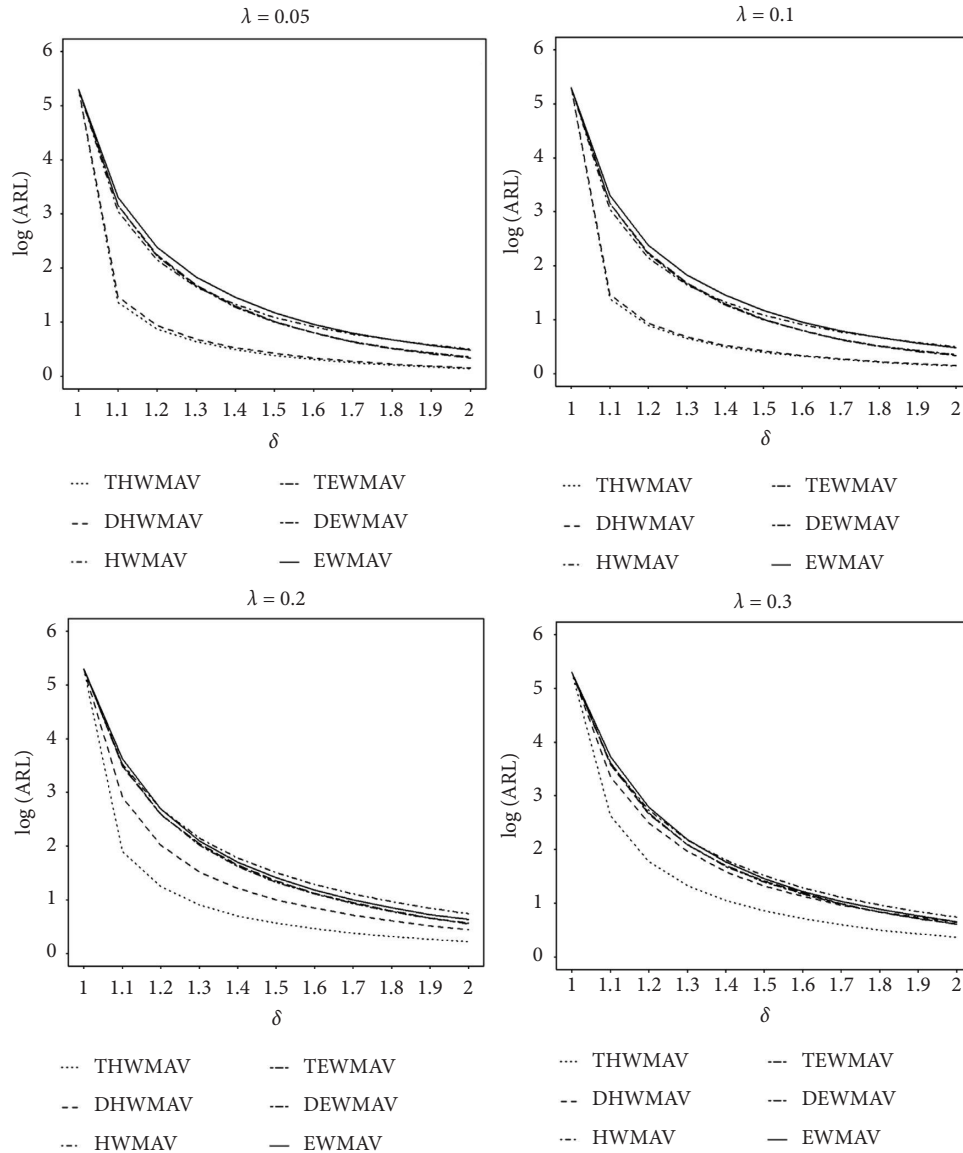 λ = 0.05
6
5
4
3
2
1
0
log (ARL)
1 1.1 1.2 1.3 1.4 1.5 1.6 1.7 1.8 1.9 2
δ
THWMAV TEWMAV
DHWMAV DEWMAV
HWMAV EWMAV
λ = 0.1
6
5
4
3
2
1
0
log (ARL)
1 1.1 1.2 1.3 1.4 1.5 1.6 1.7 1.8 1.9 2
δ
THWMAV TEWMAV
DHWMAV DEWMAV
HWMAV EWMAV
λ = 0.2
6
5
4
3
2
1
0
log (ARL)
1 1.1 1.2 1.3 1.4 1.5 1.6 1.7 1.8 1.9 2
δ
THWMAV TEWMAV
DHWMAV DEWMAV
HWMAV EWMAV
λ = 0.3
6
5
4
3
2
1
0
log (ARL)
1 1.1 1.2 1.3 1.4 1.5 1.6 1.7 1.8 1.9 2
δ
THWMAV TEWMAV
DHWMAV DEWMAV
HWMAV EWMAV